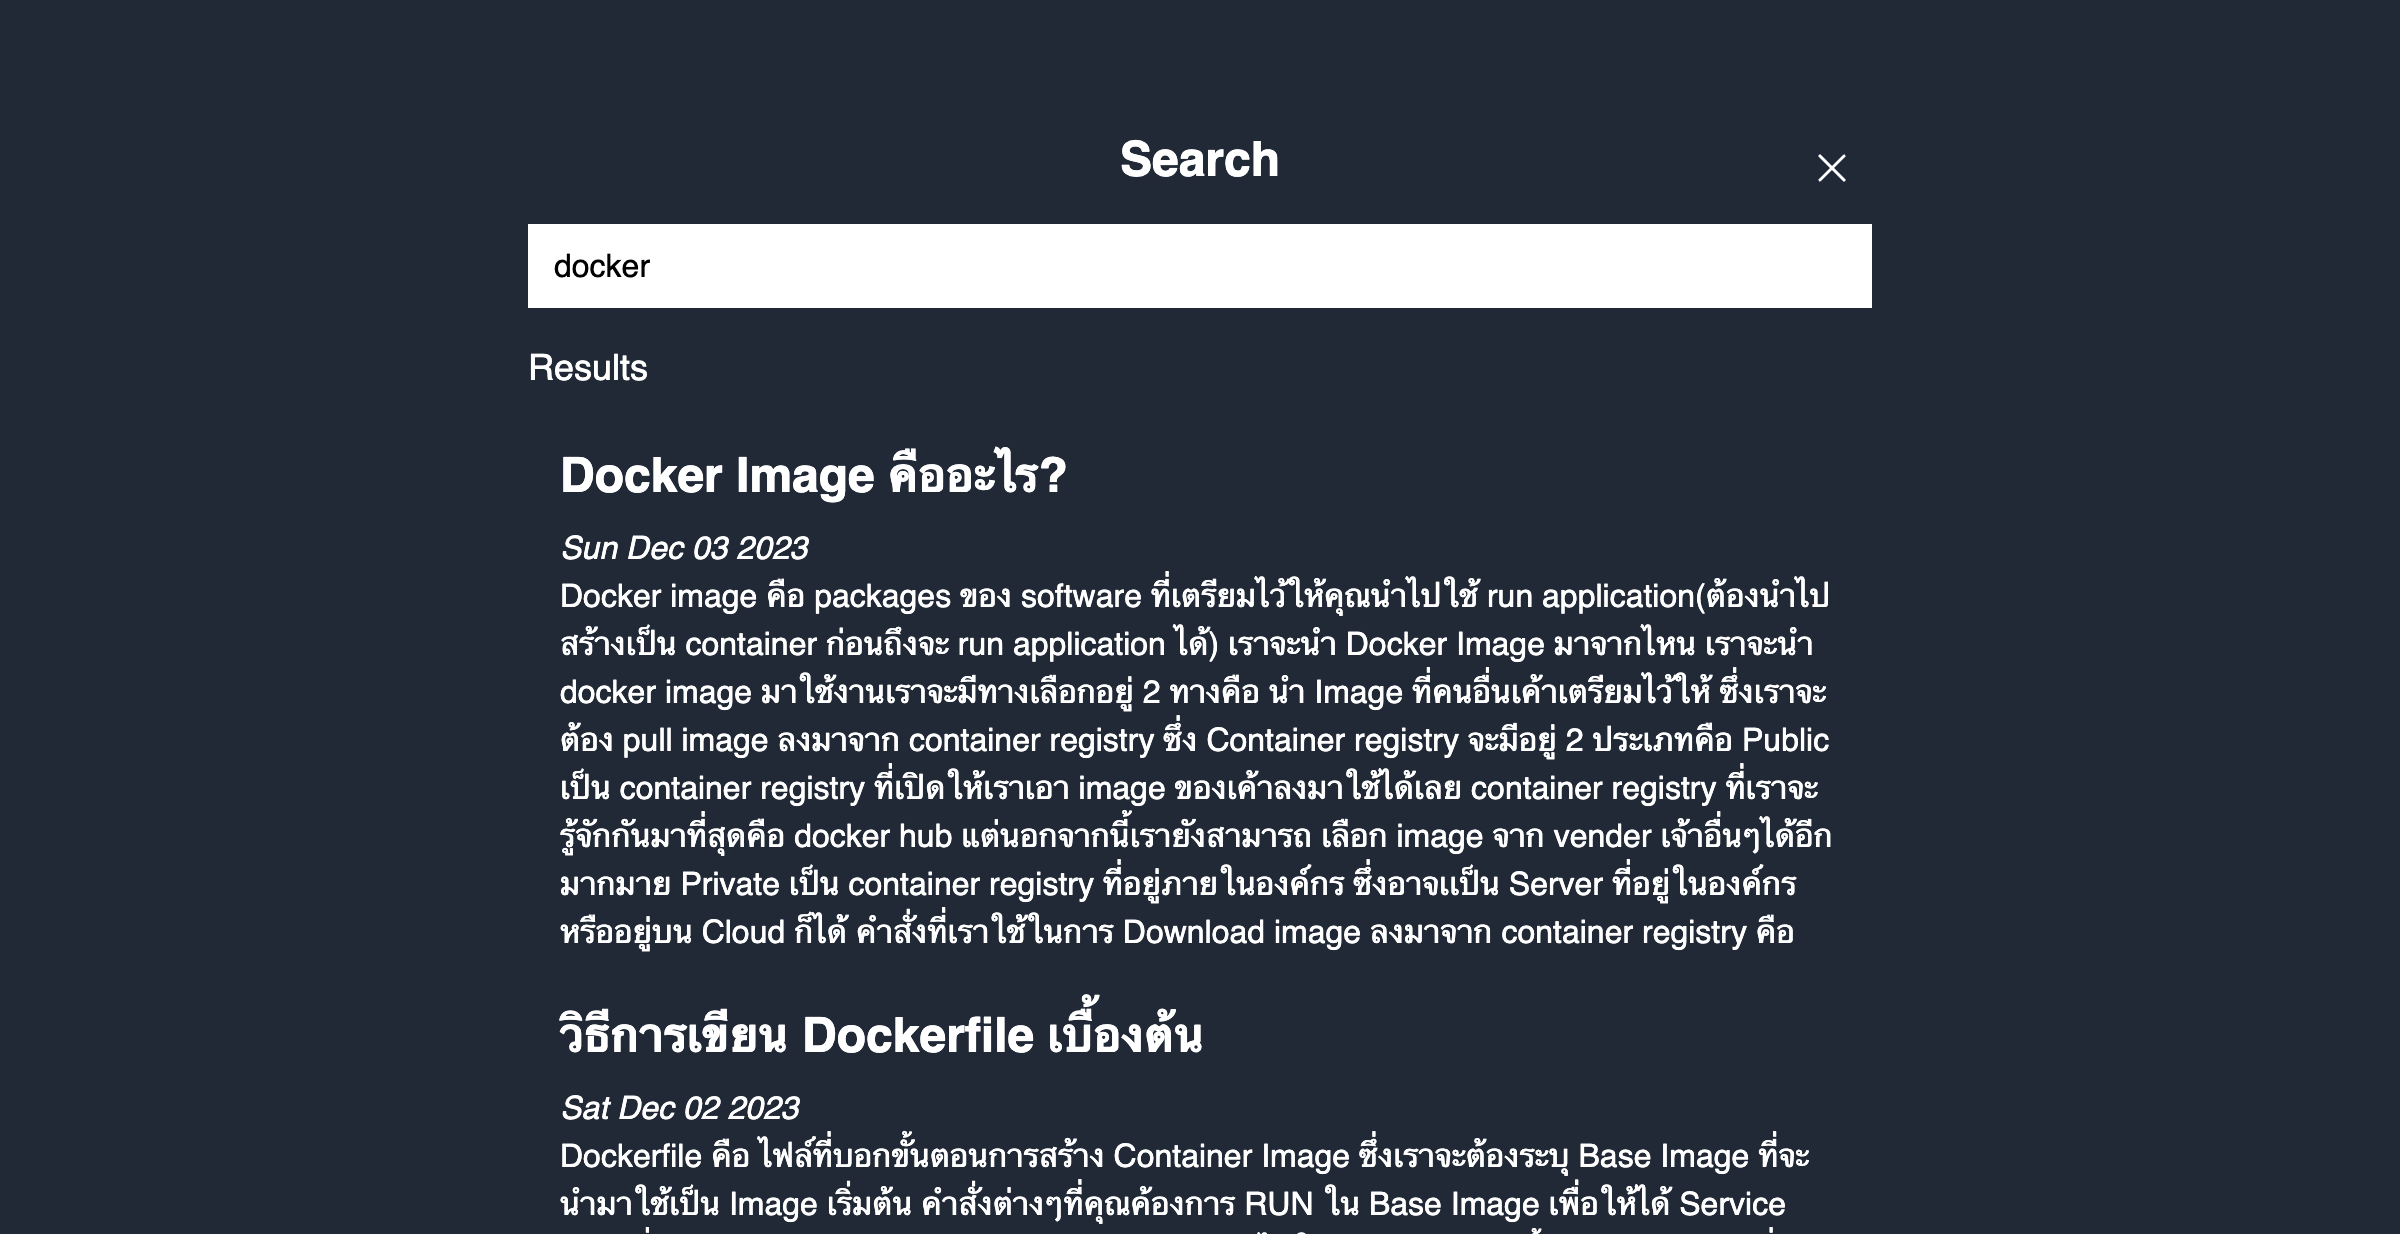 Search
docker
Results
Docker Image คืออะไร?
Sun Dec 03 2023
Docker image คือ packages ของ software ที่เตรียมไว้ให้คุณนำไปใช้ run application(ต้องนำไป
สร้างเป็น container ก่อนถึงจะ run application ได้) เราจะนำ Docker Image มาจากไหน เราจะนำ
docker image มาใช้งานเราจะมีทางเลือกอยู่ 2 ทางคือ นำ Image ที่คนอื่นเค้าเตรียมไว้ให้ ซึ่งเราจะ
ต้อง pull image ลงมาจาก container registry ซึ่ง Container registry จะมีอยู่ 2 ประเภทคือ Public
เป็น container registry ที่เปิดให้เราเอา image ของเค้าลงมาใช้ได้เลย container registry ที่เราจะ
รู้จักกันมาที่สุดคือ docker hub แต่นอกจากนี้เรายังสามารถ เลือก image จาก vender เจ้าอื่นๆได้อีก
มากมาย Private เป็น container registry ที่อยู่ภายในองค์กร ซึ่งอาจแเป็น Server ที่อยู่ในองค์กร
หรืออยู่บน Cloud ก็ได้ คำสั่งที่เราใช้ในการ Download image ลงมาจาก container registry คือ
วิธีการเขียน Dockerfile เบื้องต้น
Sat Dec 02 2023
Dockerfile คือ ไฟล์ที่บอกขั้นตอนการสร้าง Container Image ซึ่งเราจะต้องระบุ Base Image ที่จะ
นำมาใช้เป็น Image เริ่มต้น คำสั่งต่างๆที่คุณค้องการ RUN ใน Base Image เพื่อให้ได้ Service